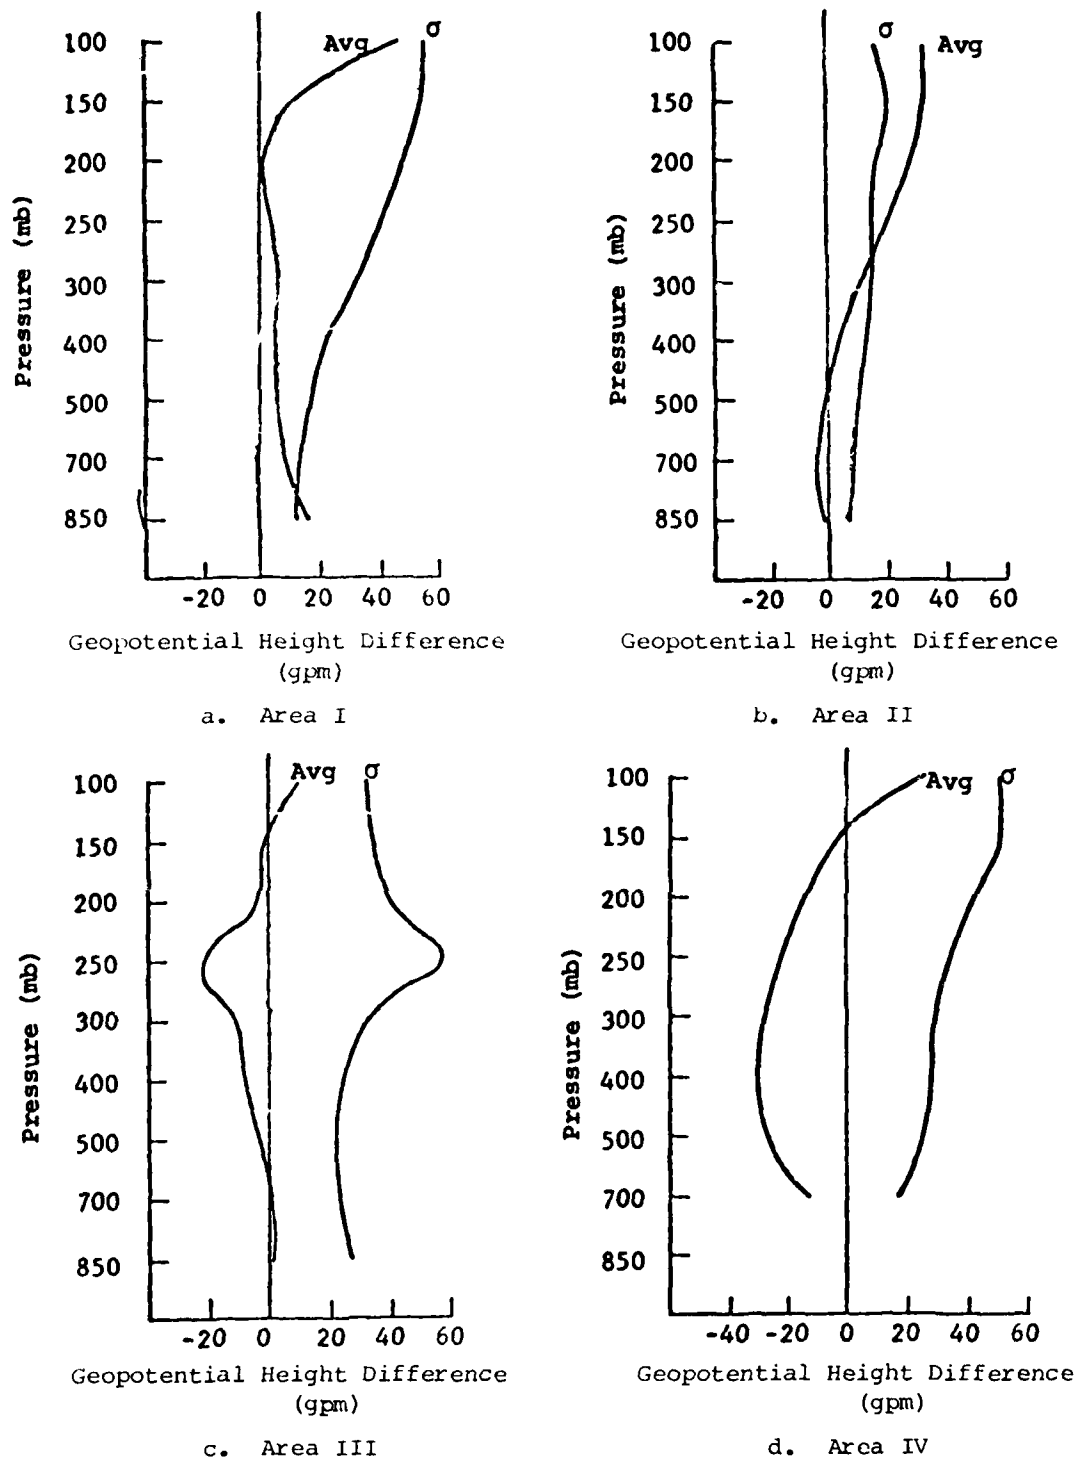 Avg σ
100
150
200
250
300
400
500
700
850
Pressure (mb)
-20 0 20 40 60
Geopotential Height Difference
(gpm)
a. Area I
σ Avg
100
150
200
250
300
400
500
700
850
Pressure (mb)
-20 0 20 40 60
Geopotential Height Difference
(gpm)
b. Area II
Avg σ
100
150
200
250
300
400
500
700
850
Pressure (mb)
-20 0 20 40 60
Geopotential Height Difference
(gpm)
c. Area III
Avg σ
100
150
200
250
300
400
500
700
850
Pressure (mb)
-40 -20 0 20 40 60
Geopotential Height Difference
(gpm)
d. Area IV